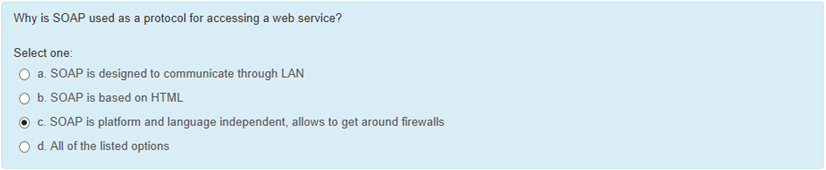 Why is SOAP used as a protocol for accessing a web service?
Select one:
a. SOAP is designed to communicate through LAN
b. SOAP is based on HTML
c. SOAP is platform and language independent, allows to get around firewalls
d. All of the listed options